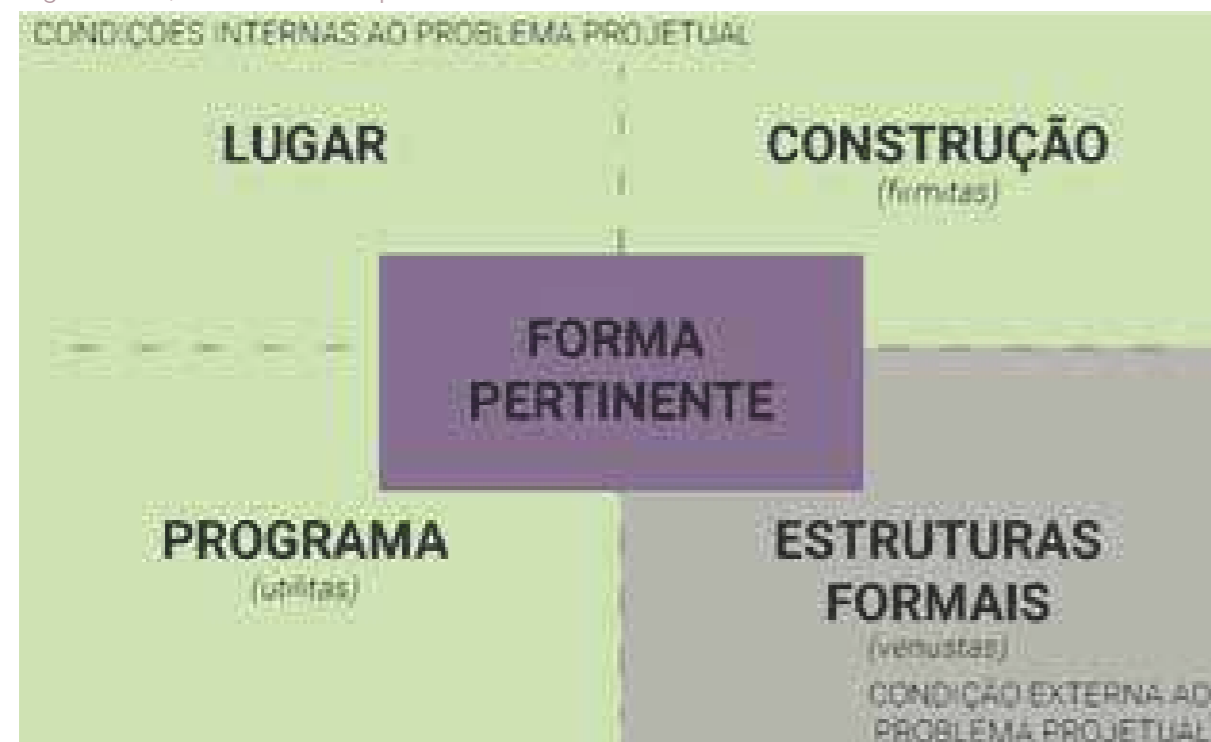 CONDIÇÕES INTERNAS AO PROBLEMA PROJETUAL
LUGAR
CONSTRUÇÃO
(firmitas)
FORMA
PERTINENTE
PROGRAMA
(utilitas)
ESTRUTURAS
FORMAIS
(venustas)
CONDIÇÃO EXTERNA AO
PROBLEMA PROJETUAL